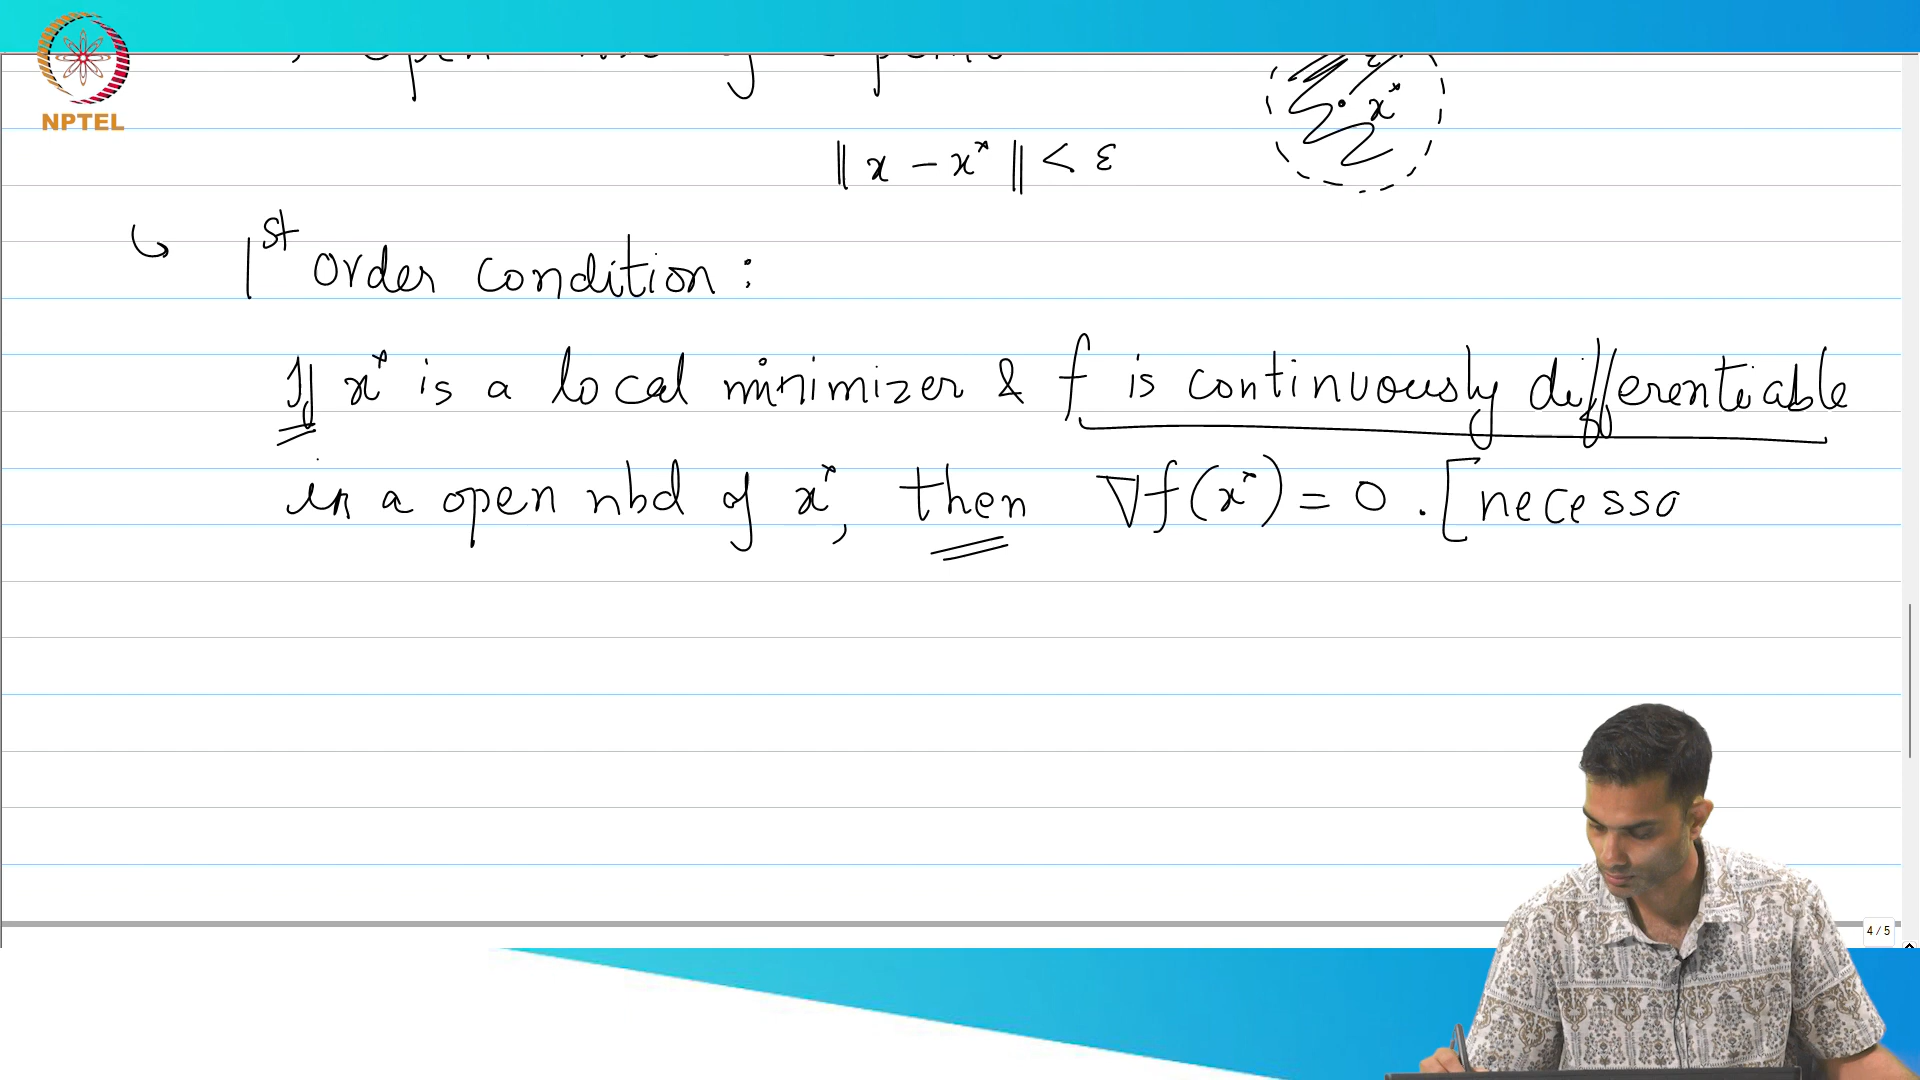 NPTEL
x*
‖ x − x* ‖ < ε
↳ 1st order condition :
If x* is a local minimizer & f is continuously differentiable
in a open nbd of x*, then ∇f(x*) = 0 . [ necessa
4 / 5